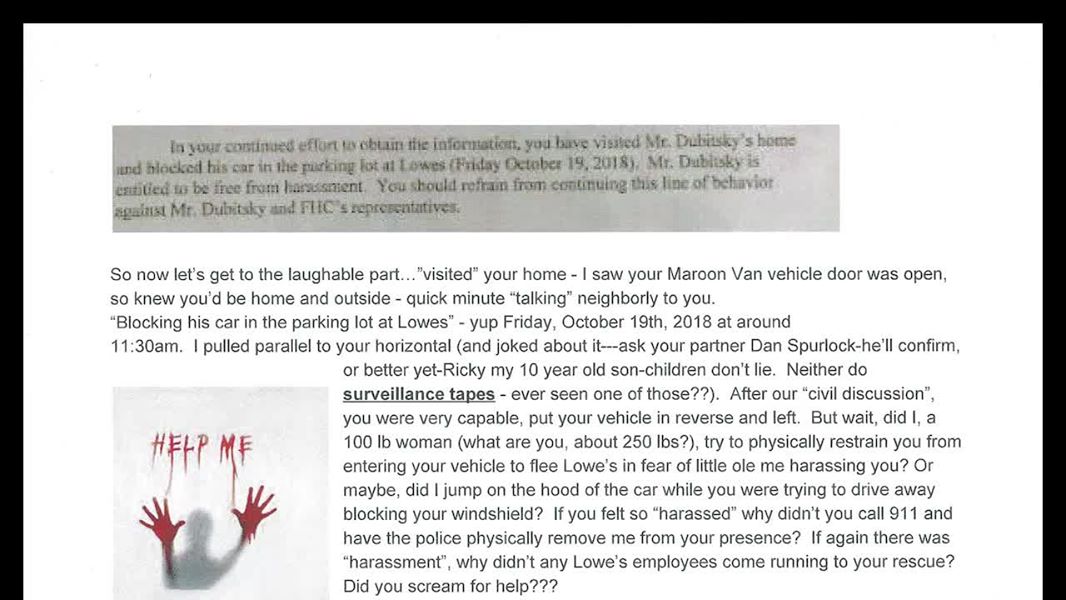 In your continued effort to obtain the information, you have visited Mr. Dubitsky's home
and blocked his car in the parking lot at Lowes (Friday October 19, 2018). Mr. Dubitsky is
entitled to be free from harassment. You should refrain from continuing this line of behavior
against Mr. Dubitsky and FHC's representatives.
So now let's get to the laughable part…"visited" your home - I saw your Maroon Van vehicle door was open,
so knew you'd be home and outside - quick minute "talking" neighborly to you.
"Blocking his car in the parking lot at Lowes" - yup Friday, October 19th, 2018 at around
11:30am. I pulled parallel to your horizontal (and joked about it---ask your partner Dan Spurlock-he'll confirm,
or better yet-Ricky my 10 year old son-children don't lie. Neither do
surveillance tapes - ever seen one of those??). After our "civil discussion",
you were very capable, put your vehicle in reverse and left. But wait, did I, a
100 lb woman (what are you, about 250 lbs?), try to physically restrain you from
entering your vehicle to flee Lowe's in fear of little ole me harassing you? Or
maybe, did I jump on the hood of the car while you were trying to drive away
blocking your windshield? If you felt so "harassed" why didn't you call 911 and
have the police physically remove me from your presence? If again there was
"harassment", why didn't any Lowe's employees come running to your rescue?
Did you scream for help???
HELP ME